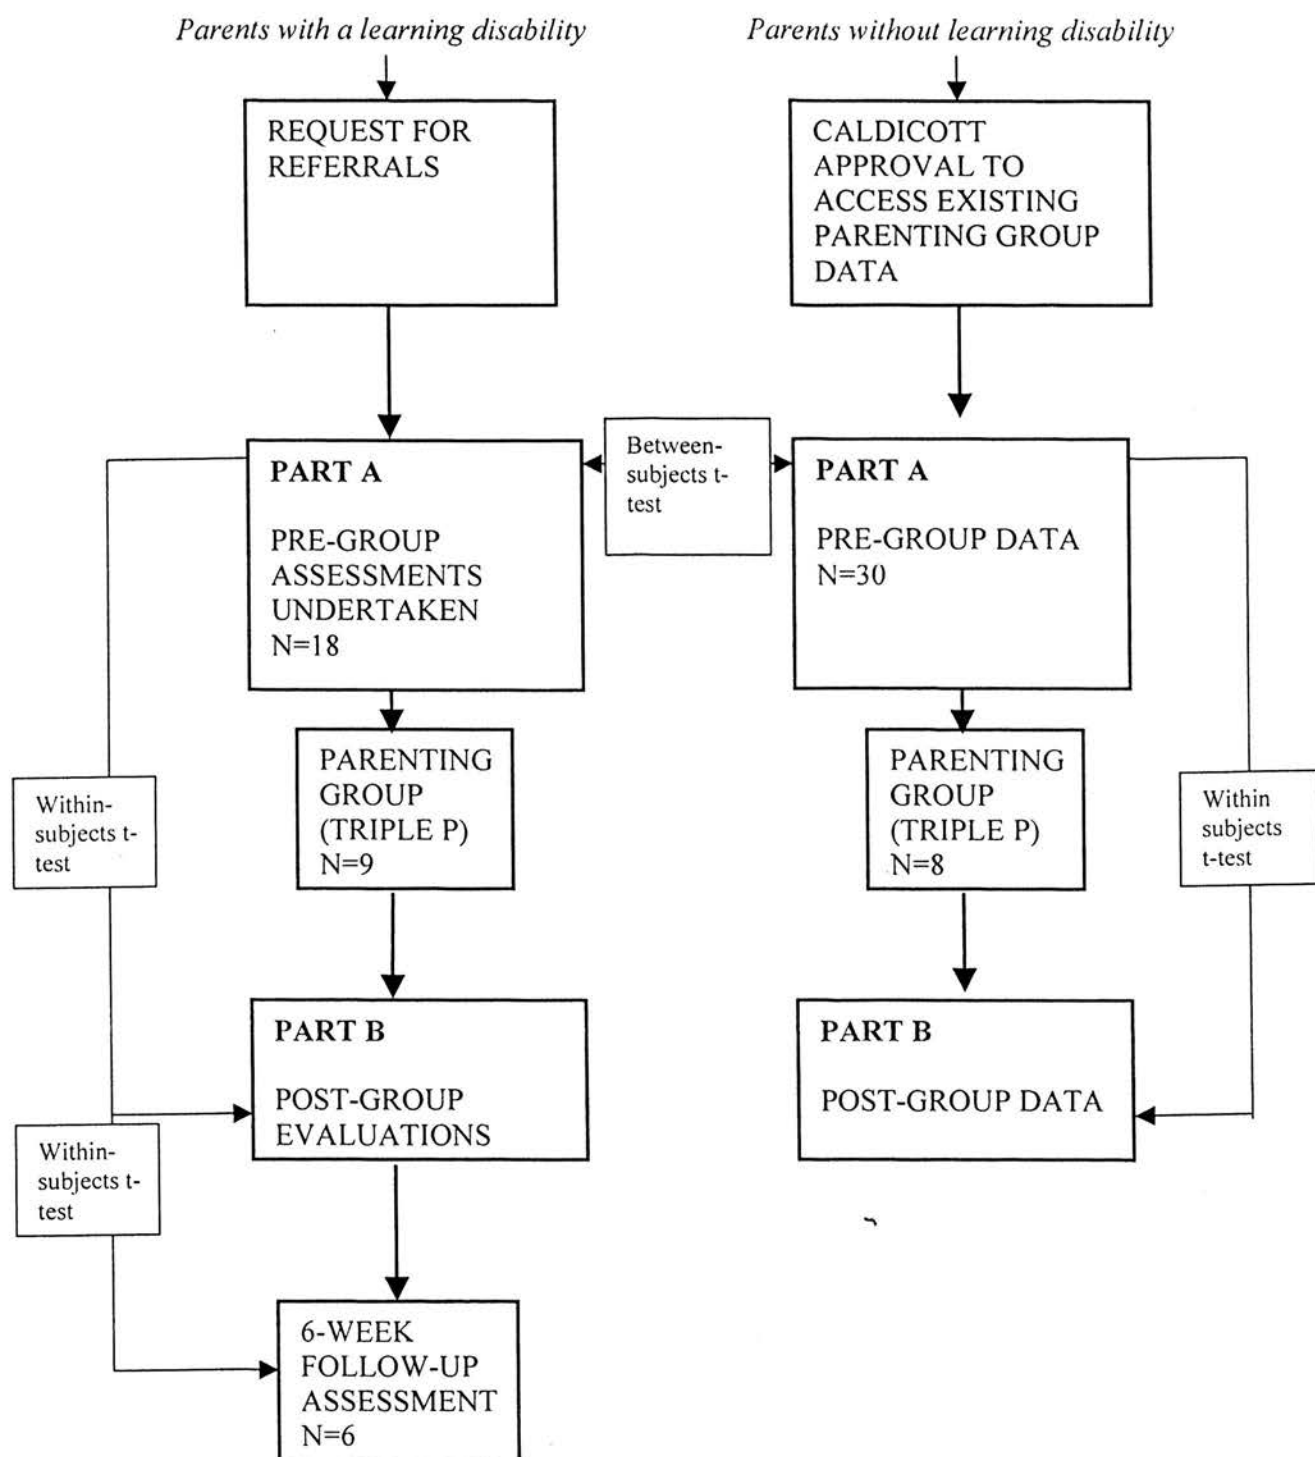 Parents with a learning disability
Parents without learning disability
REQUEST FOR
REFERRALS
CALDICOTT
APPROVAL TO
ACCESS EXISTING
PARENTING GROUP
DATA
PART A
PRE-GROUP
ASSESSMENTS
UNDERTAKEN
N=18
Between-
subjects t-
test
PART A
PRE-GROUP DATA
N=30
Within-
subjects t-
test
PARENTING
GROUP
(TRIPLE P)
N=9
PARENTING
GROUP
(TRIPLE P)
N=8
Within
subjects
t-test
PART B
POST-GROUP
EVALUATIONS
PART B
POST-GROUP DATA
Within-
subjects t-
test
6-WEEK
FOLLOW-UP
ASSESSMENT
N=6